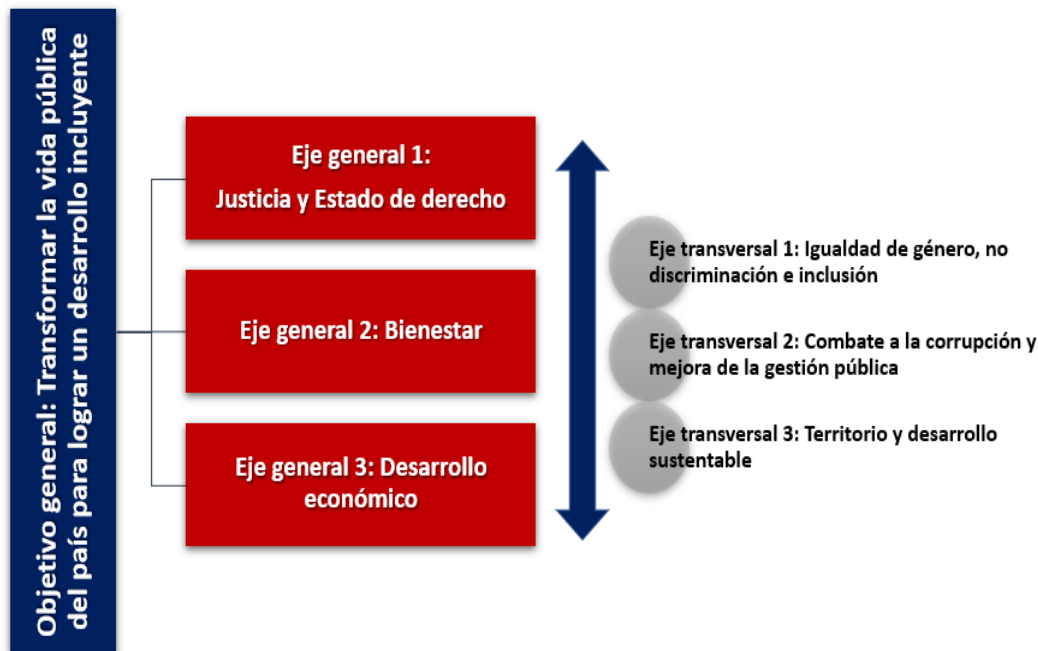 Objetivo general: Transformar la vida pública
del país para lograr un desarrollo incluyente
Eje general 1:
Justicia y Estado de derecho
Eje general 2: Bienestar
Eje general 3: Desarrollo
económico
Eje transversal 1: Igualdad de género, no
discriminación e inclusión
Eje transversal 2: Combate a la corrupción y
mejora de la gestión pública
Eje transversal 3: Territorio y desarrollo
sustentable